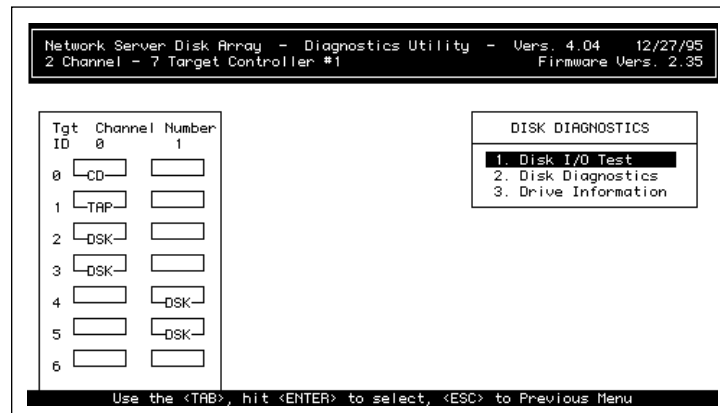 Network Server Disk Array - Diagnostics Utility - Vers. 4.04 12/27/95
2 Channel - 7 Target Controller #1 Firmware Vers. 2.35
Tgt Channel Number
ID 0 1
0 CD
1 TAP
2 DSK
3 DSK
4 DSK
5 DSK
6
DISK DIAGNOSTICS
1. Disk I/O Test
2. Disk Diagnostics
3. Drive Information
Use the <TAB>, hit <ENTER> to select, <ESC> to Previous Menu